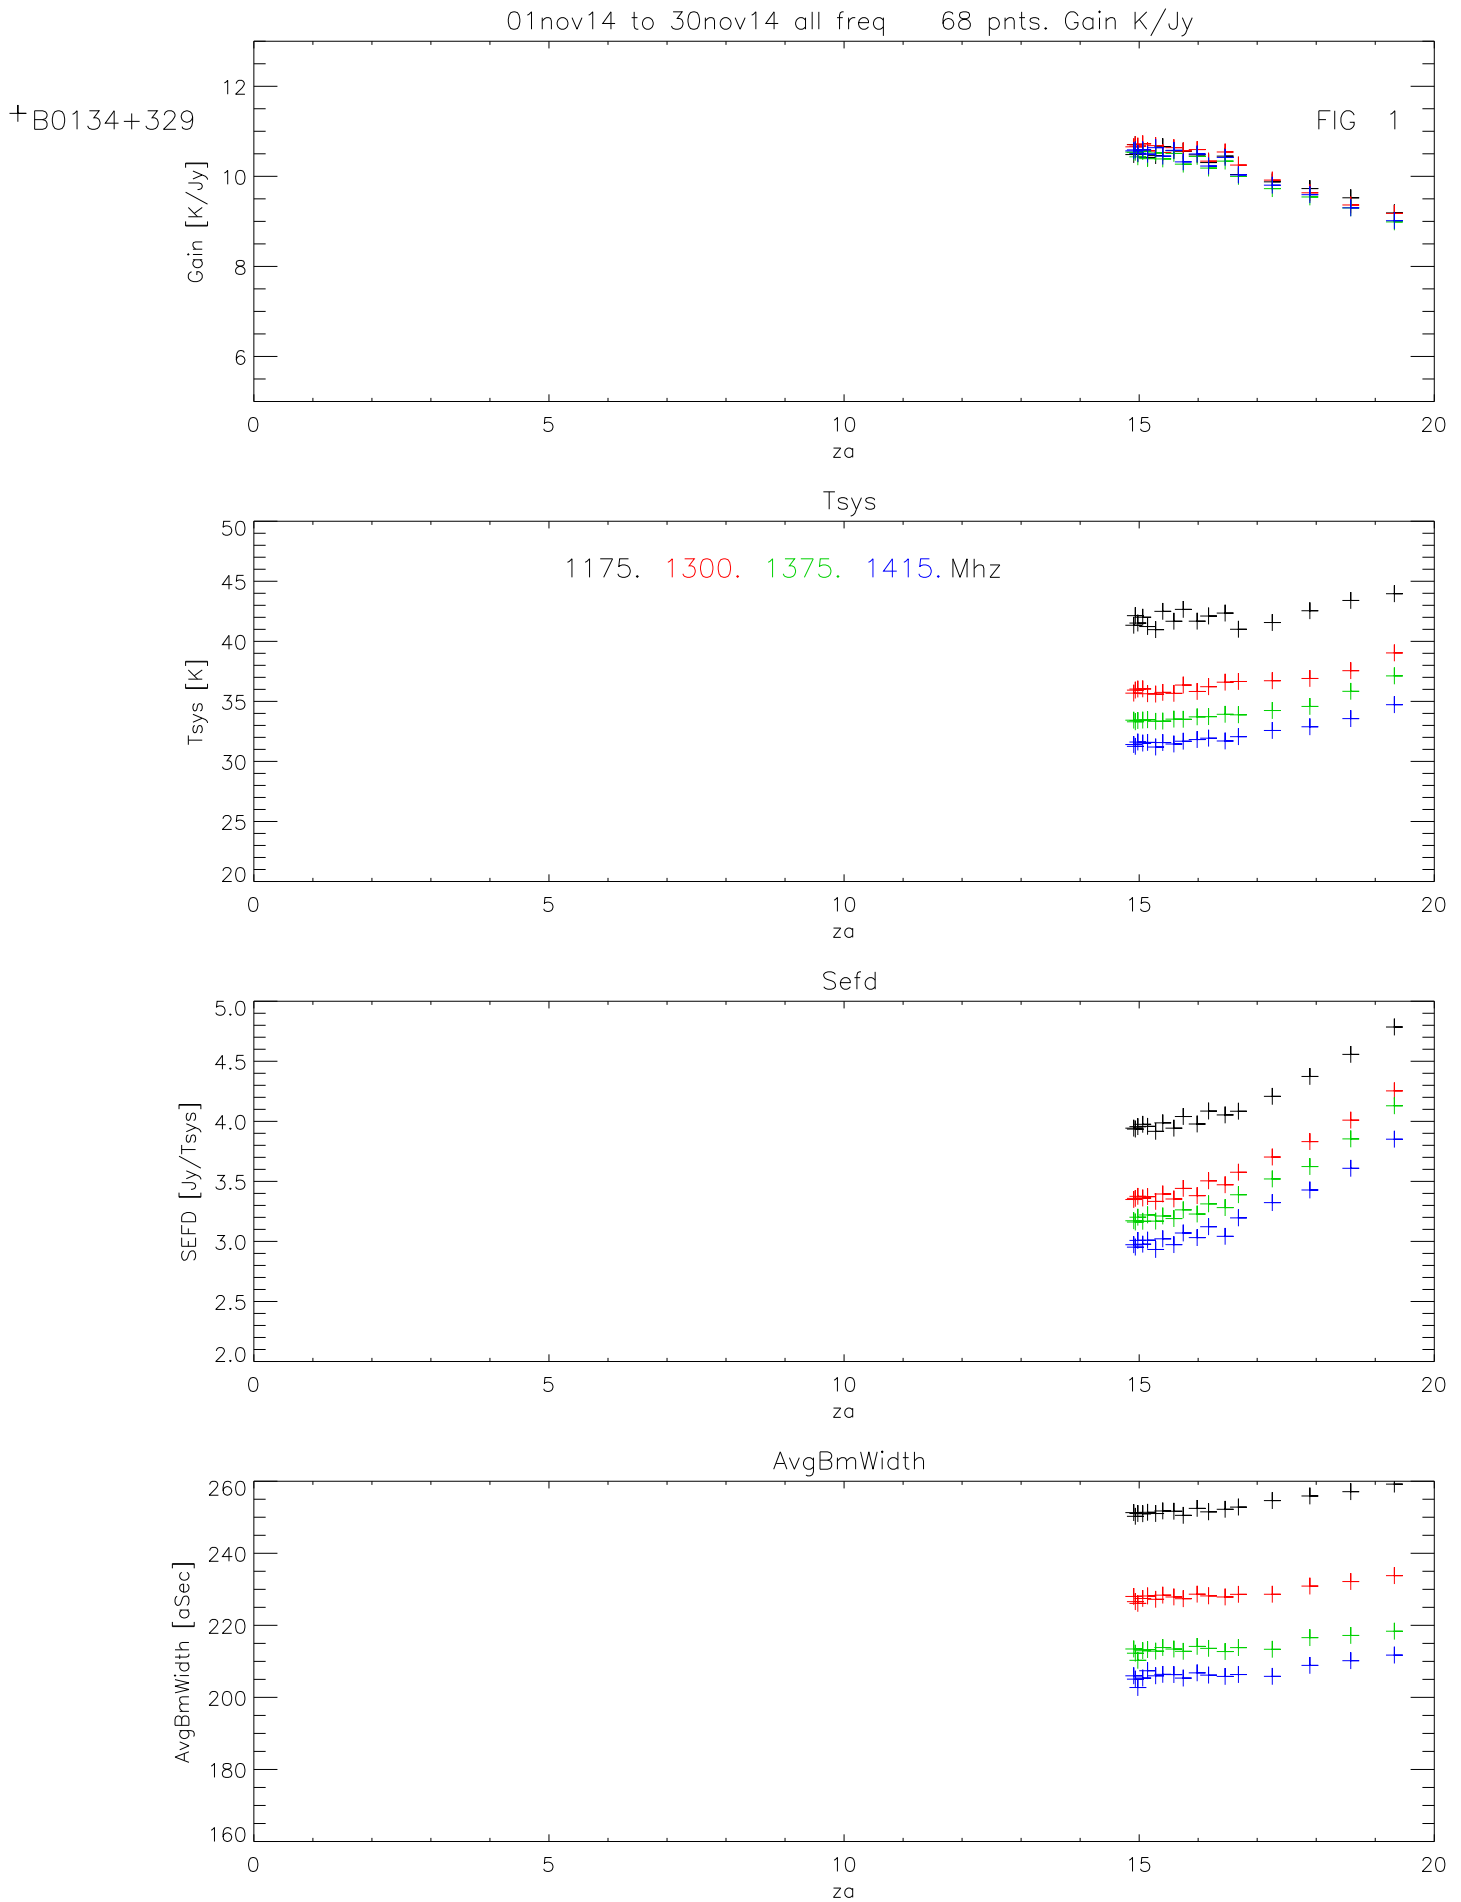 01nov14 to 30nov14 all freq 68 pnts. Gain K/Jy
+B0134+329
FIG 1
Gain [K/Jy]
12
10
8
6
0 5 10 15 20
za
Tsys
1175. 1300. 1375. 1415. Mhz
Tsys [K]
50
45
40
35
30
25
20
0 5 10 15 20
za
Sefd
SEFD [Jy/Tsys]
5.0
4.5
4.0
3.5
3.0
2.5
2.0
0 5 10 15 20
za
AvgBmWidth
AvgBmWidth [aSec]
260
240
220
200
180
160
0 5 10 15 20
za